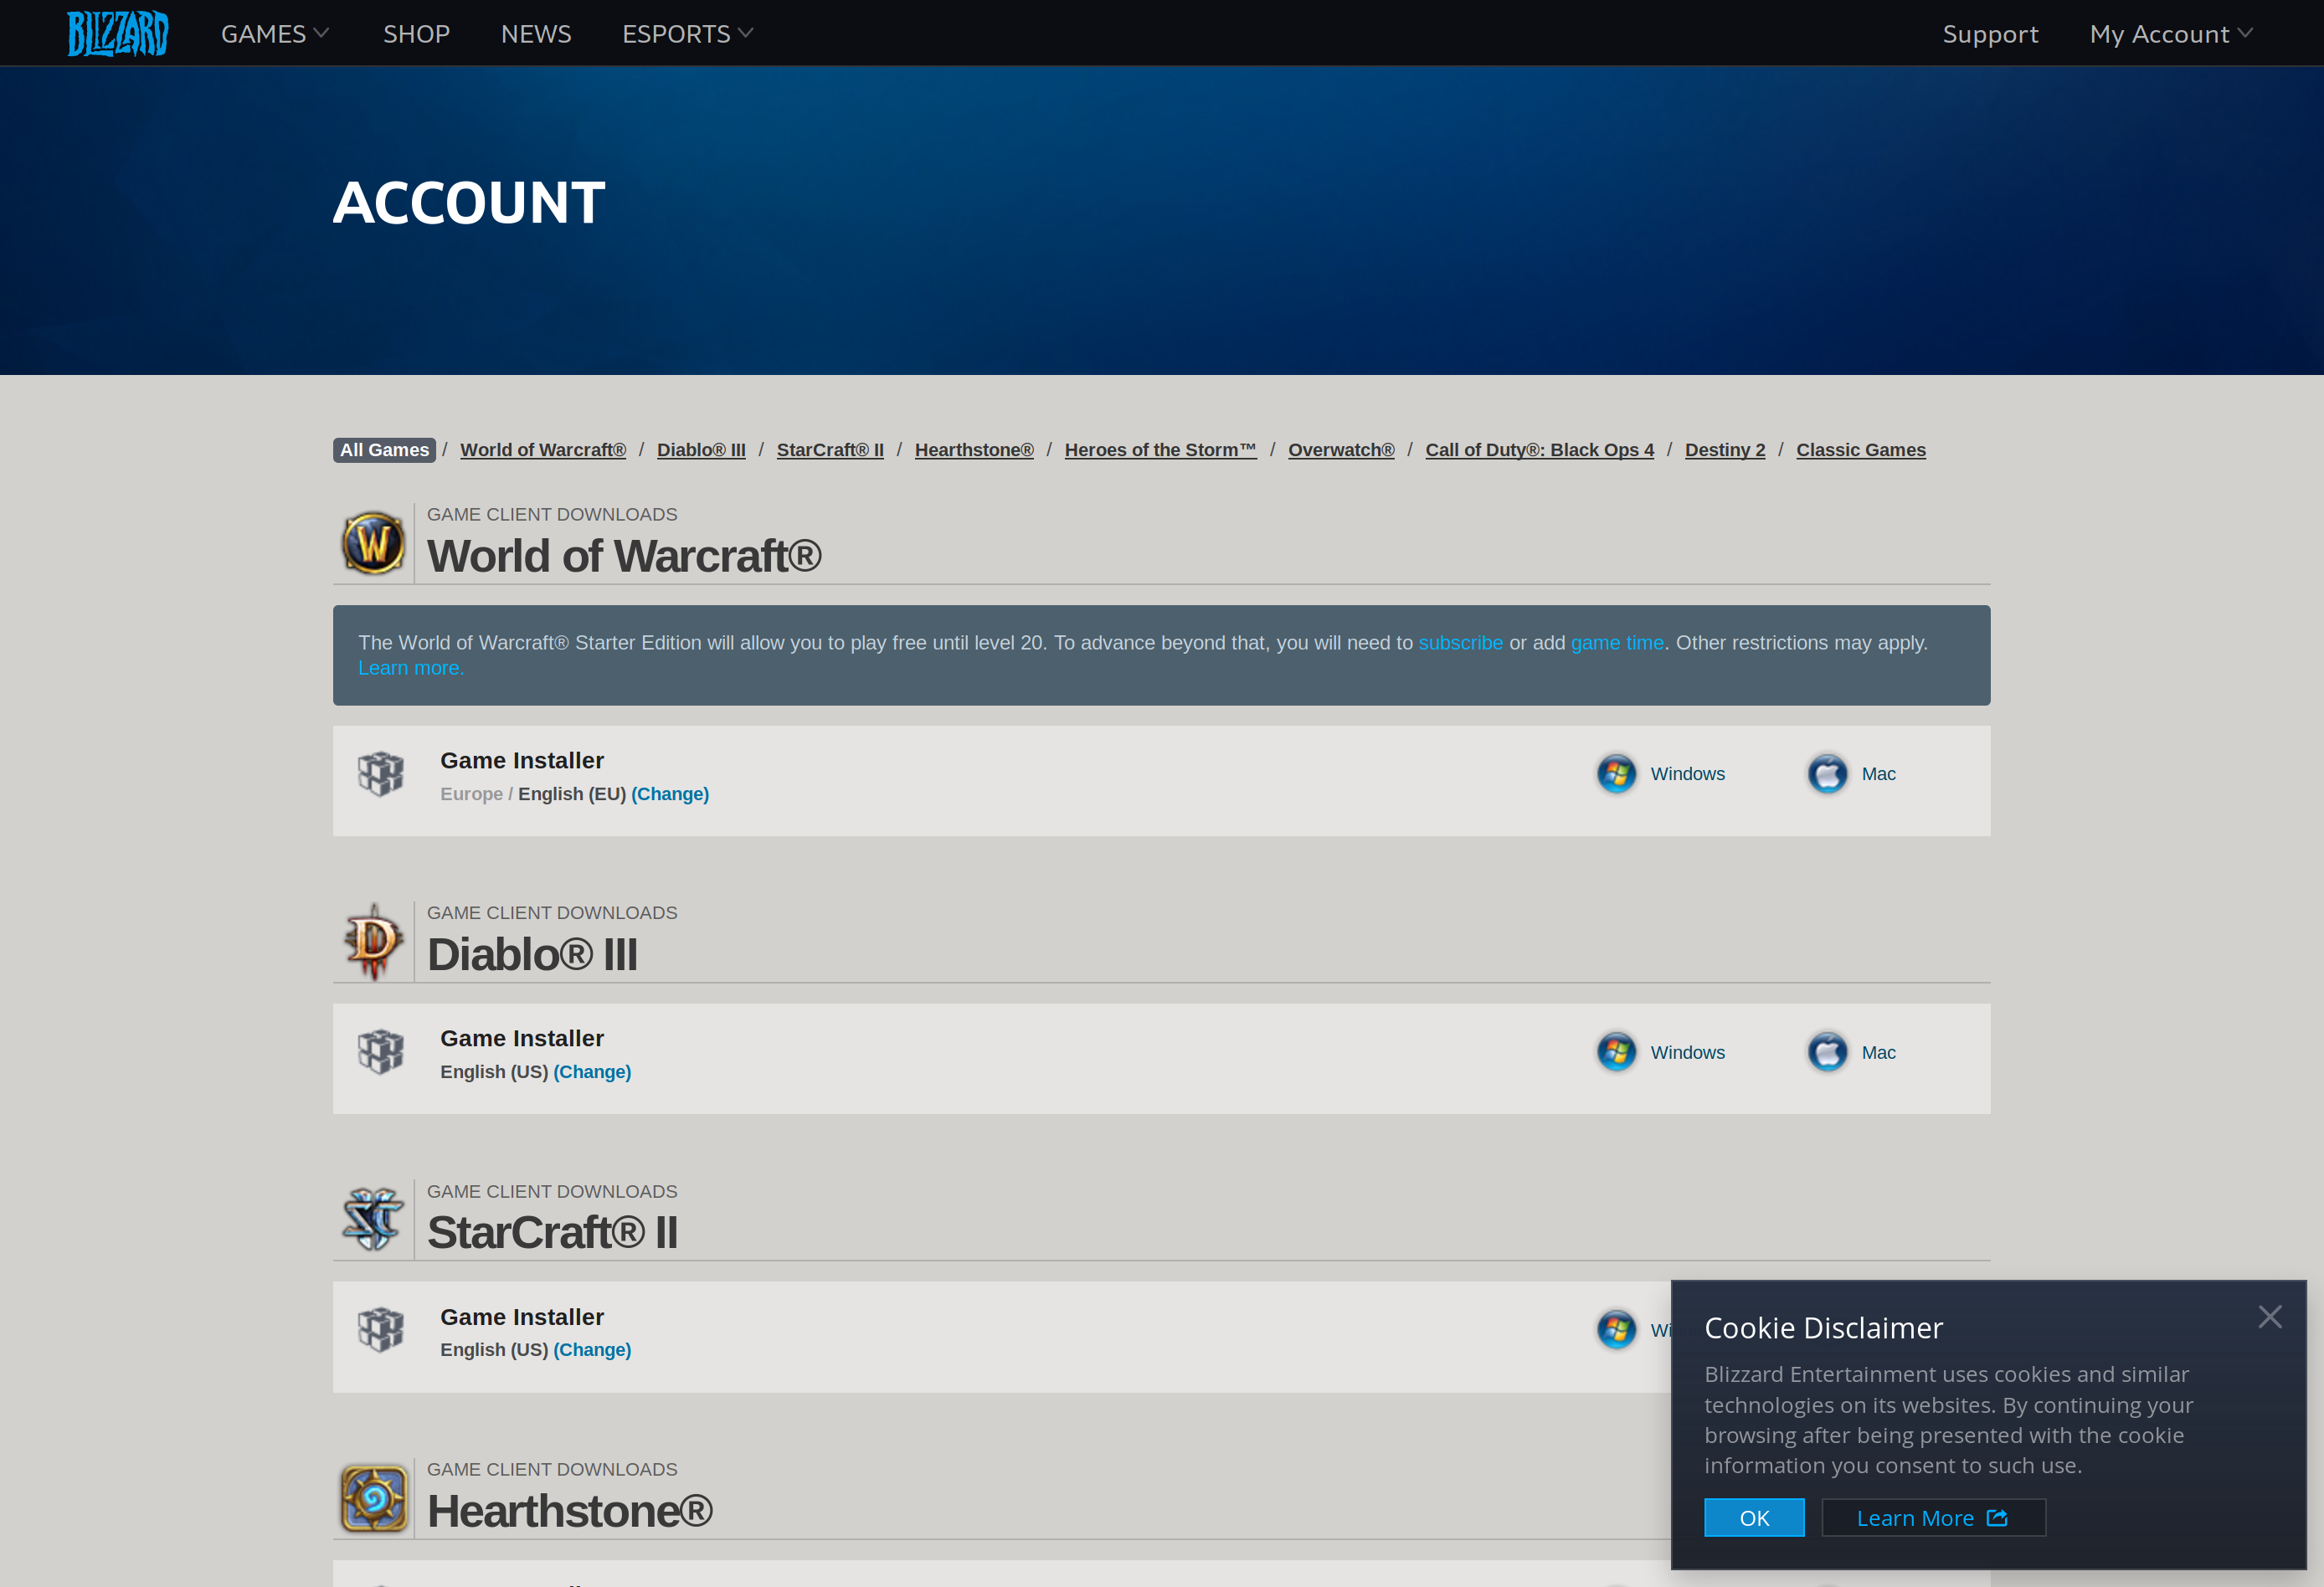 BLIZZARD GAMES SHOP NEWS ESPORTS Support My Account
ACCOUNT
All Games / World of Warcraft® / Diablo® III / StarCraft® II / Hearthstone® / Heroes of the Storm™ / Overwatch® / Call of Duty®: Black Ops 4 / Destiny 2 / Classic Games
GAME CLIENT DOWNLOADS
World of Warcraft®
The World of Warcraft® Starter Edition will allow you to play free until level 20. To advance beyond that, you will need to subscribe or add game time. Other restrictions may apply.
Learn more.
Game Installer
Europe / English (EU) (Change)
Windows Mac
GAME CLIENT DOWNLOADS
Diablo® III
Game Installer
English (US) (Change)
Windows Mac
GAME CLIENT DOWNLOADS
StarCraft® II
Game Installer
English (US) (Change)
GAME CLIENT DOWNLOADS
Hearthstone®
Cookie Disclaimer
Blizzard Entertainment uses cookies and similar
technologies on its websites. By continuing your
browsing after being presented with the cookie
information you consent to such use.
OK Learn More